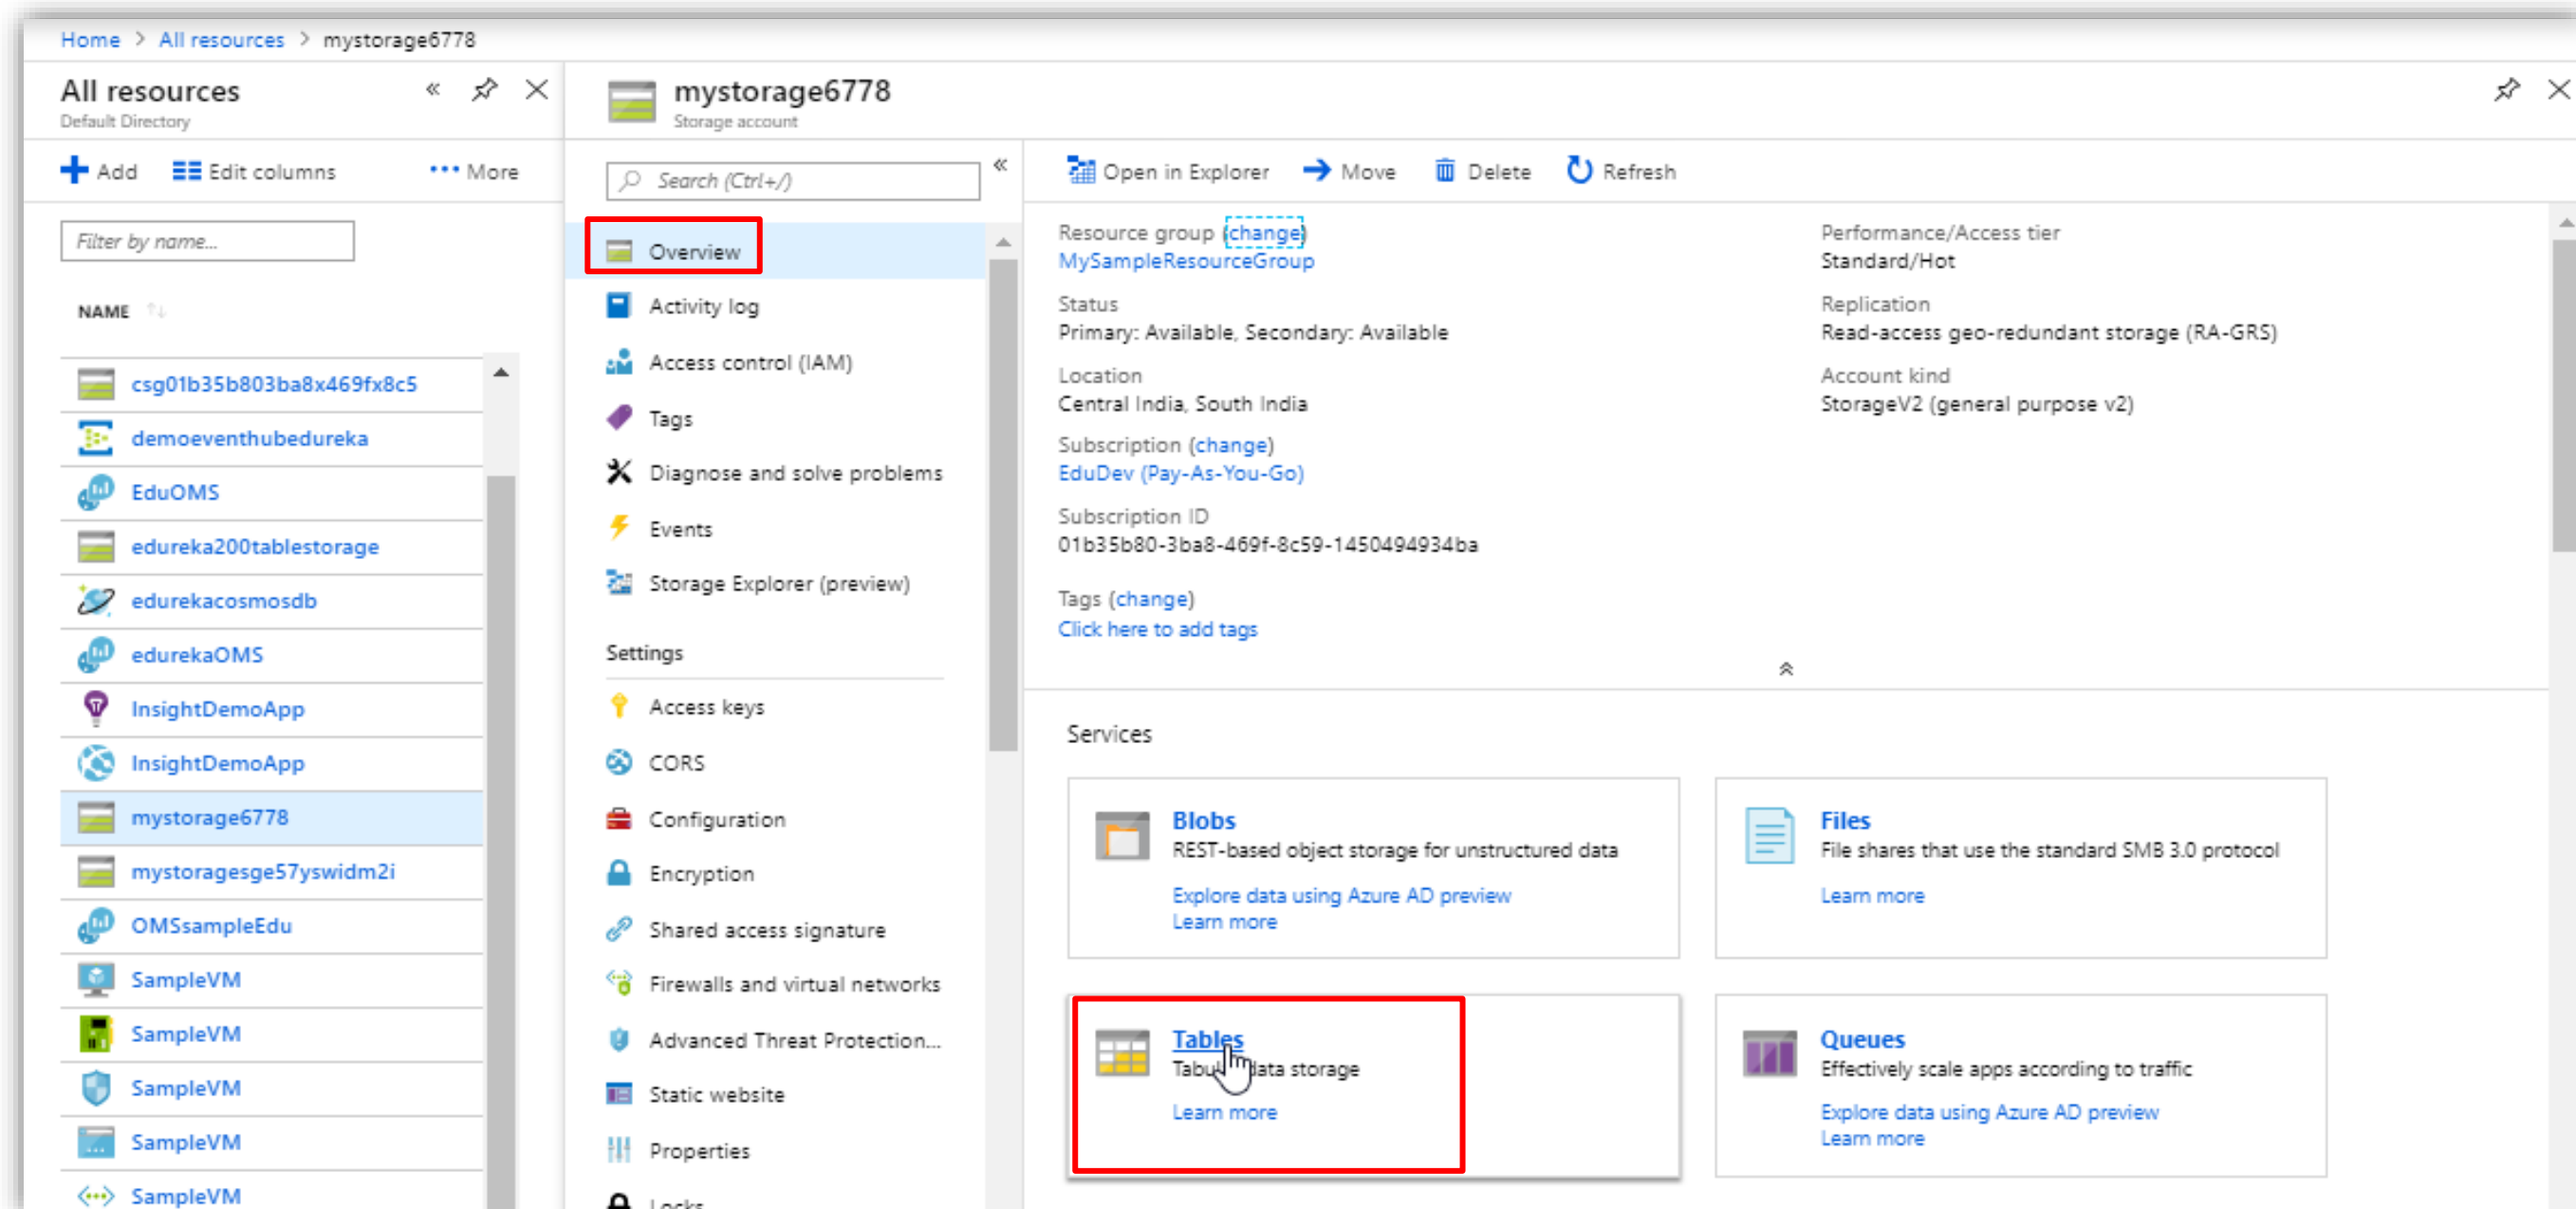 Home > All resources > mystorage6778
All resources
Default Directory
Add Edit columns ••• More
Filter by name...
NAME
csg01b35b803ba8x469fx8c5
demoeventhubedureka
EduOMS
edureka200tablestorage
edurekacosmosdb
edurekaOMS
InsightDemoApp
InsightDemoApp
mystorage6778
mystoragesge57yswidm2i
OMSsampleEdu
SampleVM
SampleVM
SampleVM
SampleVM
SampleVM
mystorage6778
Storage account
Search (Ctrl+/)
Overview
Activity log
Access control (IAM)
Tags
Diagnose and solve problems
Events
Storage Explorer (preview)
Settings
Access keys
CORS
Configuration
Encryption
Shared access signature
Firewalls and virtual networks
Advanced Threat Protection...
Static website
Properties
Locks
Open in Explorer Move Delete Refresh
Resource group (change)
MySampleResourceGroup
Status
Primary: Available, Secondary: Available
Location
Central India, South India
Subscription (change)
EduDev (Pay-As-You-Go)
Subscription ID
01b35b80-3ba8-469f-8c59-1450494934ba
Tags (change)
Click here to add tags
Performance/Access tier
Standard/Hot
Replication
Read-access geo-redundant storage (RA-GRS)
Account kind
StorageV2 (general purpose v2)
Services
Blobs
REST-based object storage for unstructured data
Explore data using Azure AD preview
Learn more
Files
File shares that use the standard SMB 3.0 protocol
Learn more
Tables
Tabular data storage
Learn more
Queues
Effectively scale apps according to traffic
Explore data using Azure AD preview
Learn more